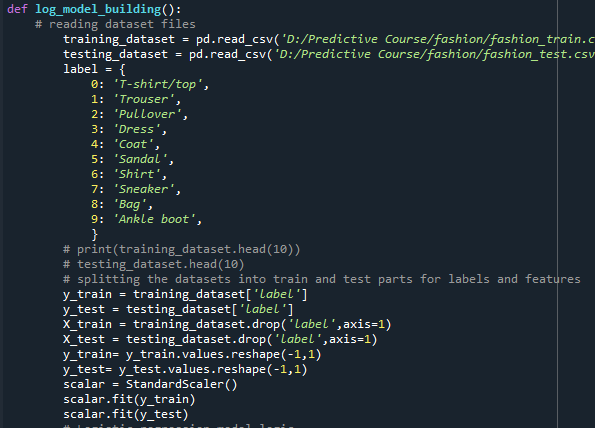 def log_model_building():
# reading dataset files
training_dataset = pd.read_csv('D:/Predictive Course/fashion/fashion_train.c
testing_dataset = pd.read_csv('D:/Predictive Course/fashion/fashion_test.csv
label = {
0: 'T-shirt/top',
1: 'Trouser',
2: 'Pullover',
3: 'Dress',
4: 'Coat',
5: 'Sandal',
6: 'Shirt',
7: 'Sneaker',
8: 'Bag',
9: 'Ankle boot',
}
# print(training_dataset.head(10))
# testing_dataset.head(10)
# splitting the datasets into train and test parts for labels and features
y_train = training_dataset['label']
y_test = testing_dataset['label']
X_train = training_dataset.drop('label',axis=1)
X_test = testing_dataset.drop('label',axis=1)
y_train= y_train.values.reshape(-1,1)
y_test= y_test.values.reshape(-1,1)
scalar = StandardScaler()
scalar.fit(y_train)
scalar.fit(y_test)
# Logistic regression model logic